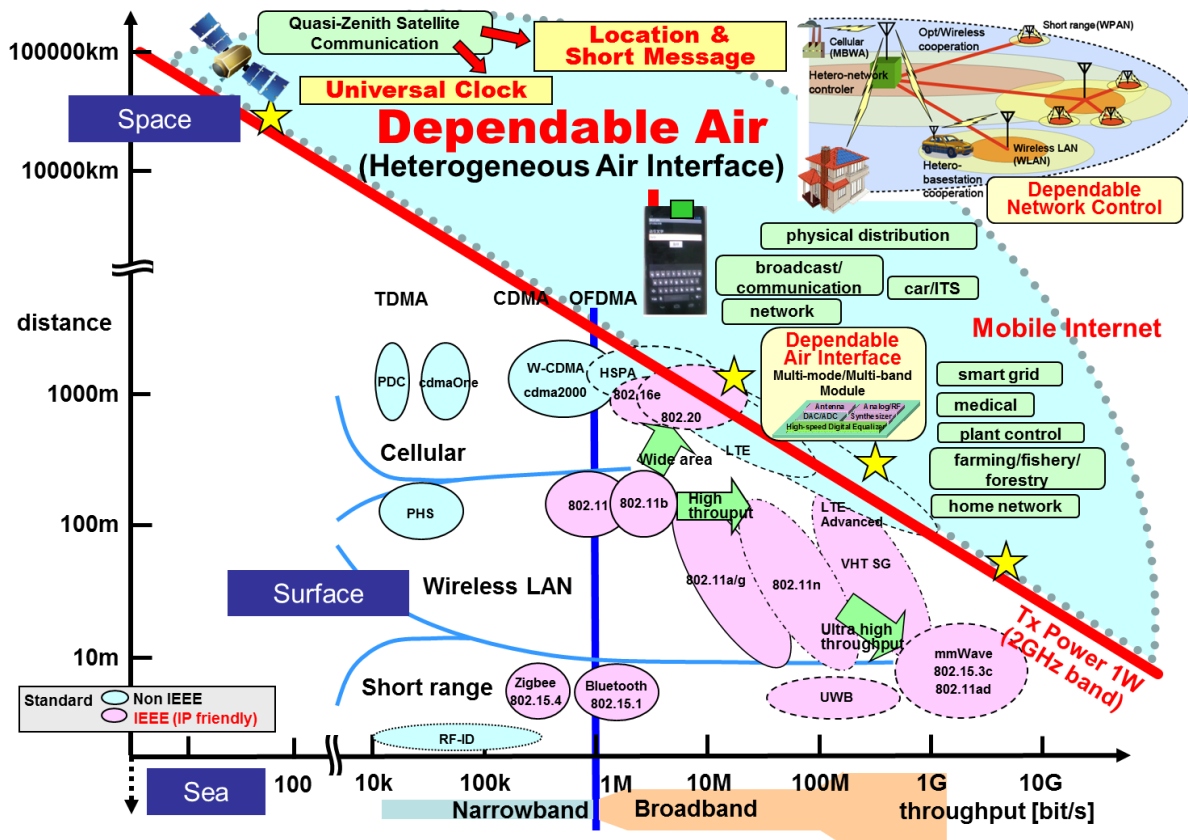 100000km
Quasi-Zenith Satellite
Communication
Location &
Short Message
Universal Clock
Space
10000km
Dependable Air
(Heterogeneous Air Interface)
Cellular
(MBWA)
Opt/Wireless
cooperation
Short range (WPAN)
Hetero-network
controler
Wireless LAN
(WLAN)
Hetero-
basestation
cooperation
Dependable
Network Control
physical distribution
broadcast/
communication
car/ITS
network
Mobile Internet
distance
TDMA
CDMA
OFDMA
Dependable
Air Interface
Multi-mode/Multi-band
Module
Antenna
Analog/RF
DAC/ADC
Synthesizer
High-speed Digital Equalizer
smart grid
medical
plant control
farming/fishery/
forestry
home network
1000m
PDC
cdmaOne
W-CDMA
cdma2000
HSPA
802.16e
802.20
LTE
Cellular
Wide area
100m
PHS
802.11
802.11b
High
throuput
LTE-
Advanced
802.11a/g
802.11n
VHT SG
Surface
Wireless LAN
Ultra high
throughput
Tx Power 1W
(2GHz band)
10m
Short range
Zigbee
802.15.4
Bluetooth
802.15.1
UWB
mmWave
802.15.3c
802.11ad
Standard
Non IEEE
IEEE (IP friendly)
RF-ID
100
10k
100k
1M
10M
100M
1G
10G
Sea
Narrowband
Broadband
throughput [bit/s]